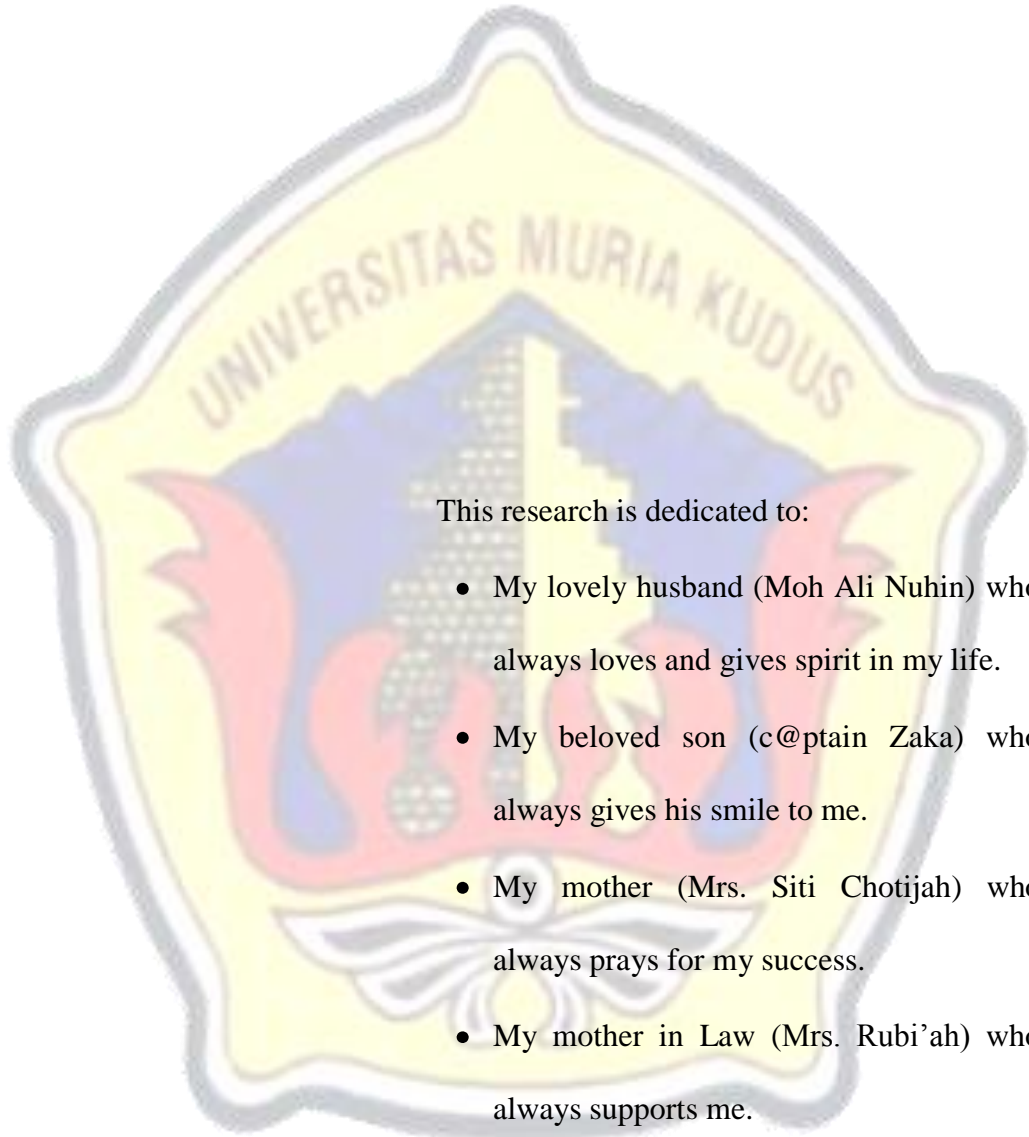 UNIVERSITAS MURIA KUDUS
This research is dedicated to:
• My lovely husband (Moh Ali Nuhin) who
always loves and gives spirit in my life.
• My beloved son (c@ptain Zaka) who
always gives his smile to me.
• My mother (Mrs. Siti Chotijah) who
always prays for my success.
• My mother in Law (Mrs. Rubi’ah) who
always supports me.